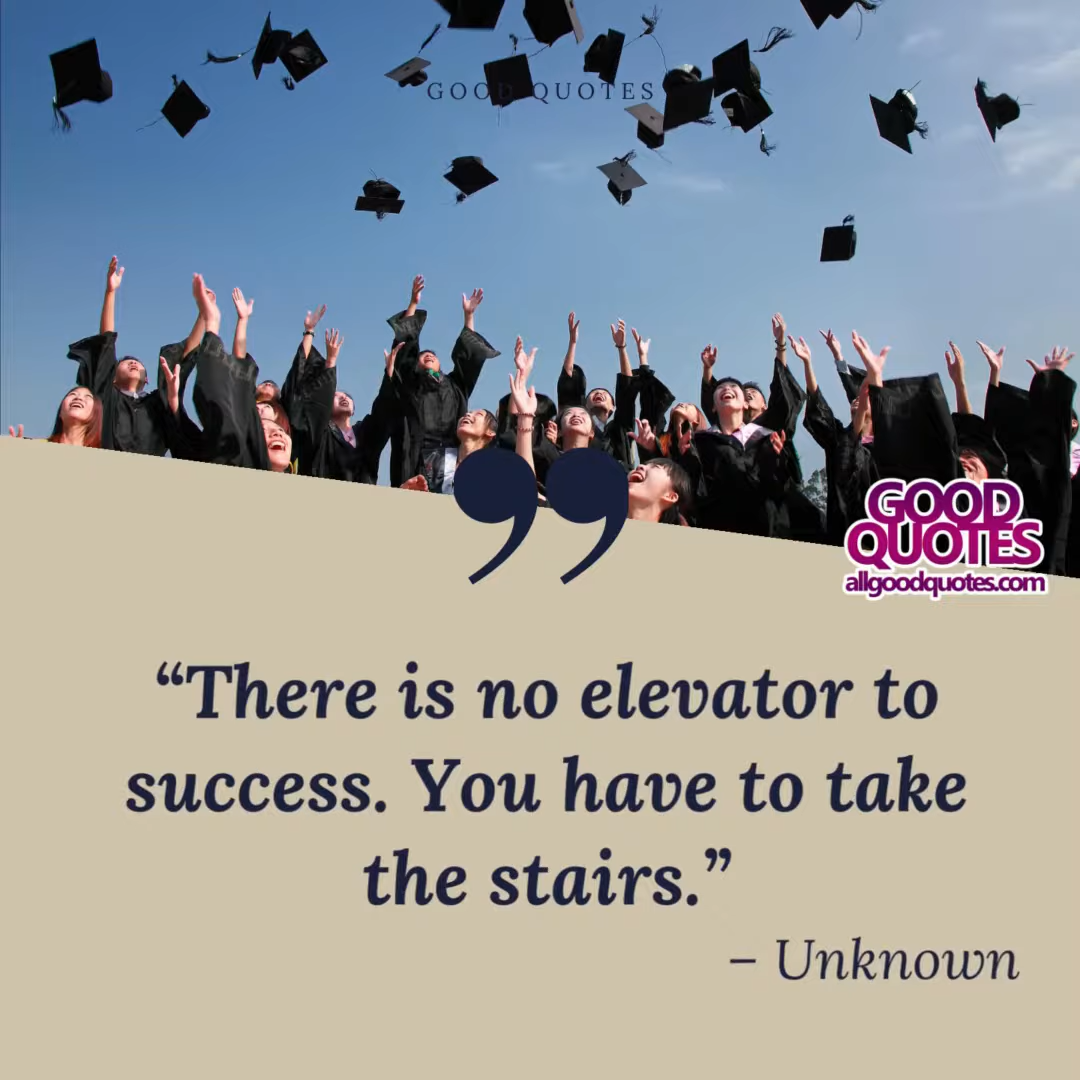 GOOD QUOTES
GOOD
QUOTES
allgoodquotes.com
“There is no elevator to
success. You have to take
the stairs.”
– Unknown